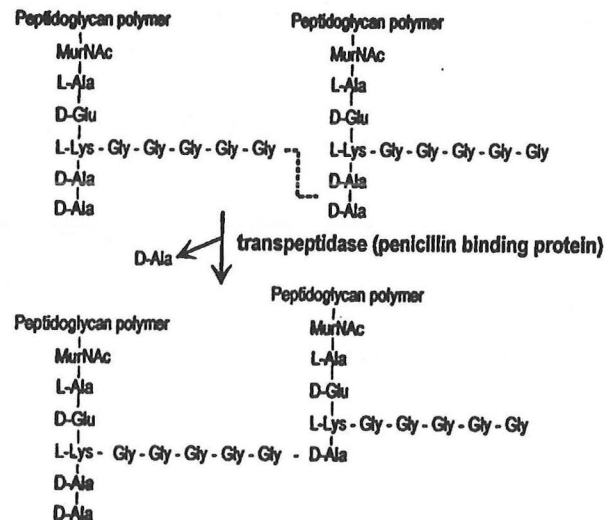 Peptidoglycan polymer Peptidoglycan polymer
MurNAc MurNAc
L-Ala L-Ala
D-Glu D-Glu
L-Lys - Gly - Gly - Gly - Gly - Gly L-Lys - Gly - Gly - Gly - Gly - Gly
D-Ala D-Ala
D-Ala D-Ala
transpeptidase (penicillin binding protein)
D-Ala
Peptidoglycan polymer Peptidoglycan polymer
MurNAc MurNAc
L-Ala L-Ala
D-Glu D-Glu
L-Lys - Gly - Gly - Gly - Gly - Gly
L-Lys - Gly - Gly - Gly - Gly - Gly - D-Ala
D-Ala
D-Ala